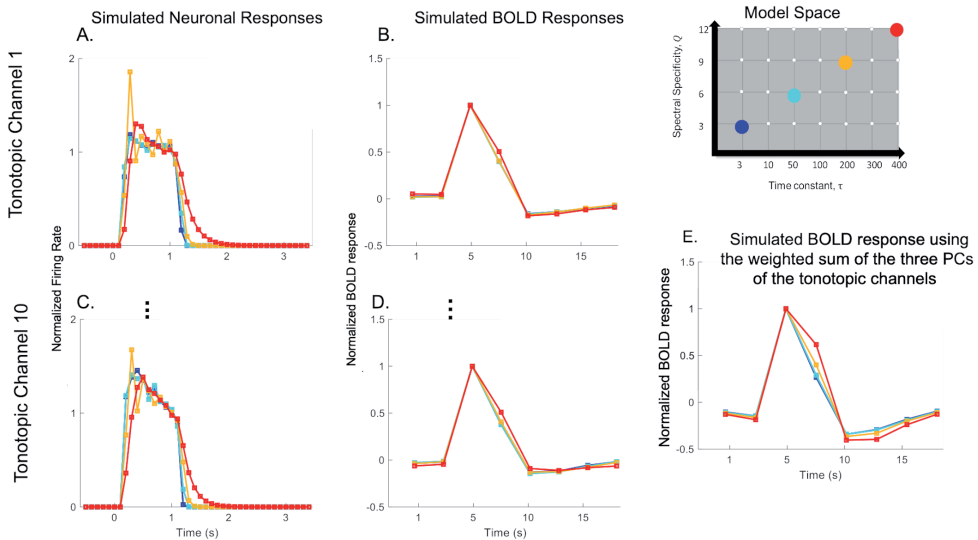 Simulated Neuronal Responses
Simulated BOLD Responses
Model Space
Tonotopic Channel 1
A.
2
1
0
0
1
2
3
B.
1.5
1
0.5
0
-0.5
1
5
10
15
12
9
6
3
Spectral Specificity, Q
3
10
50
100
200
300
400
Time constant, τ
Normalized Firing Rate
Normalized BOLD response
Tonotopic Channel 10
C.
2
1
0
0
1
2
3
Time (s)
D.
1.5
1
0.5
0
-0.5
1
5
10
15
Time (s)
E.
Simulated BOLD response using
the weighted sum of the three PCs
of the tonotopic channels
Normalized BOLD response
1.5
1
0.5
0
-0.5
1
5
10
15
Time (s)